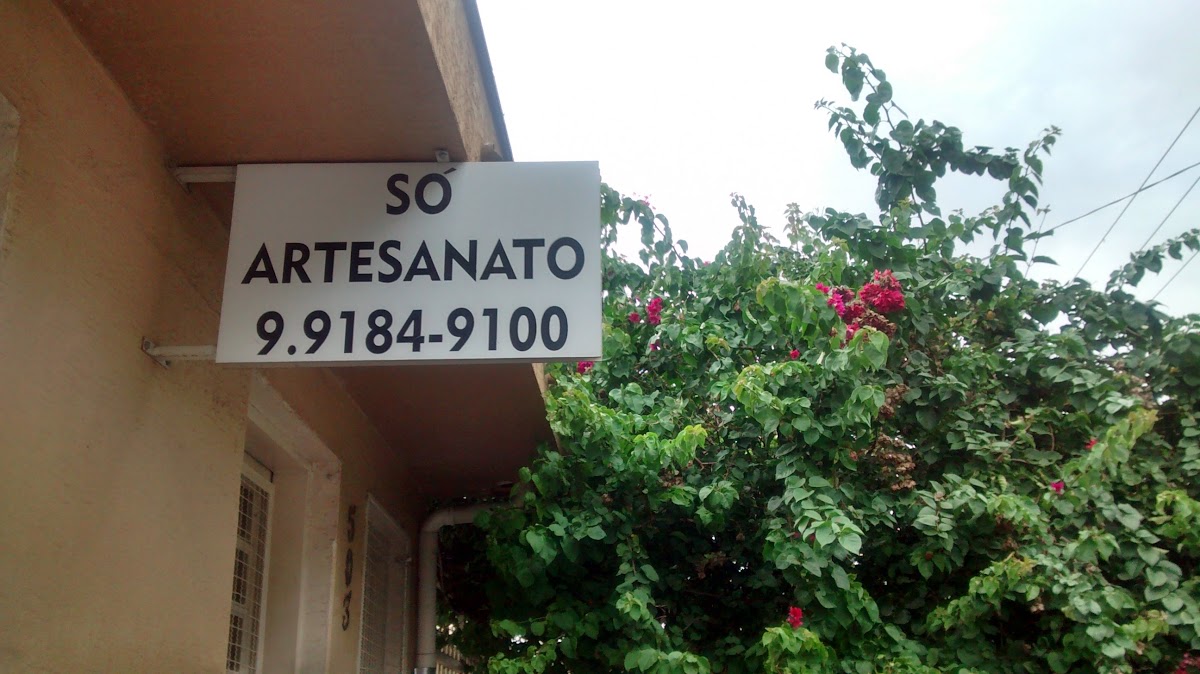 SÓ
ARTESANATO
9.9184-9100
503